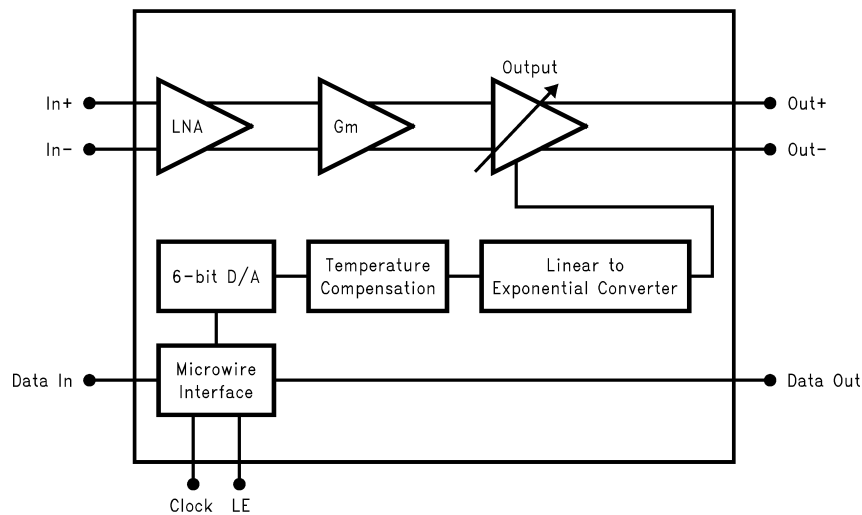 Output
In+
LNA
Gm
Out+
In-
Out-
6-bit D/A
Temperature
Compensation
Linear to
Exponential Converter
Data In
Microwire
Interface
Data Out
Clock
LE